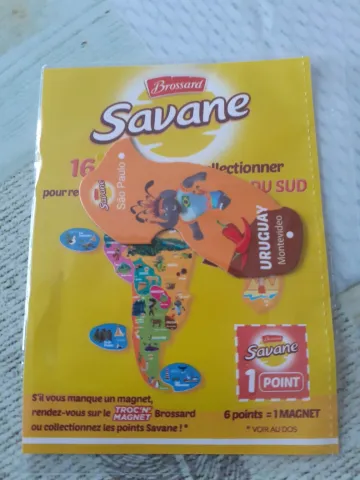 Brossard
Savane
16
ollectionner
pour re
DU SUD
Savane
São Paulo
URUGUAY
Montevideo
Brossard
Savane
1 POINT
S'il vous manque un magnet,
rendez-vous sur le TROC'N' MAGNET Brossard
ou collectionnez les points Savane ! *
6 points = 1 MAGNET
* VOIR AU DOS